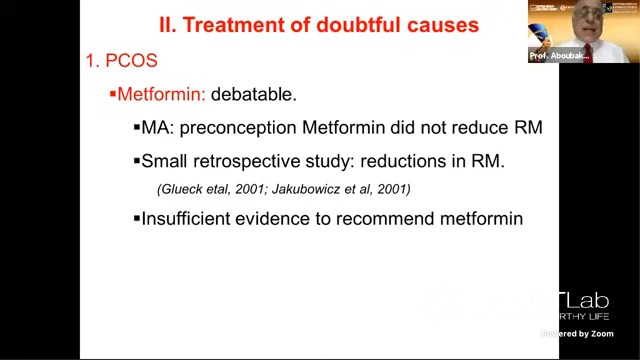 II. Treatment of doubtful causes
1. PCOS
▪Metformin: debatable.
▪MA: preconception Metformin did not reduce RM
▪Small retrospective study: reductions in RM.
(Glueck etal, 2001; Jakubowicz et al, 2001)
▪Insufficient evidence to recommend metformin
Prof. Aboubak...
TLab
RTHY LIFE
Powered by Zoom